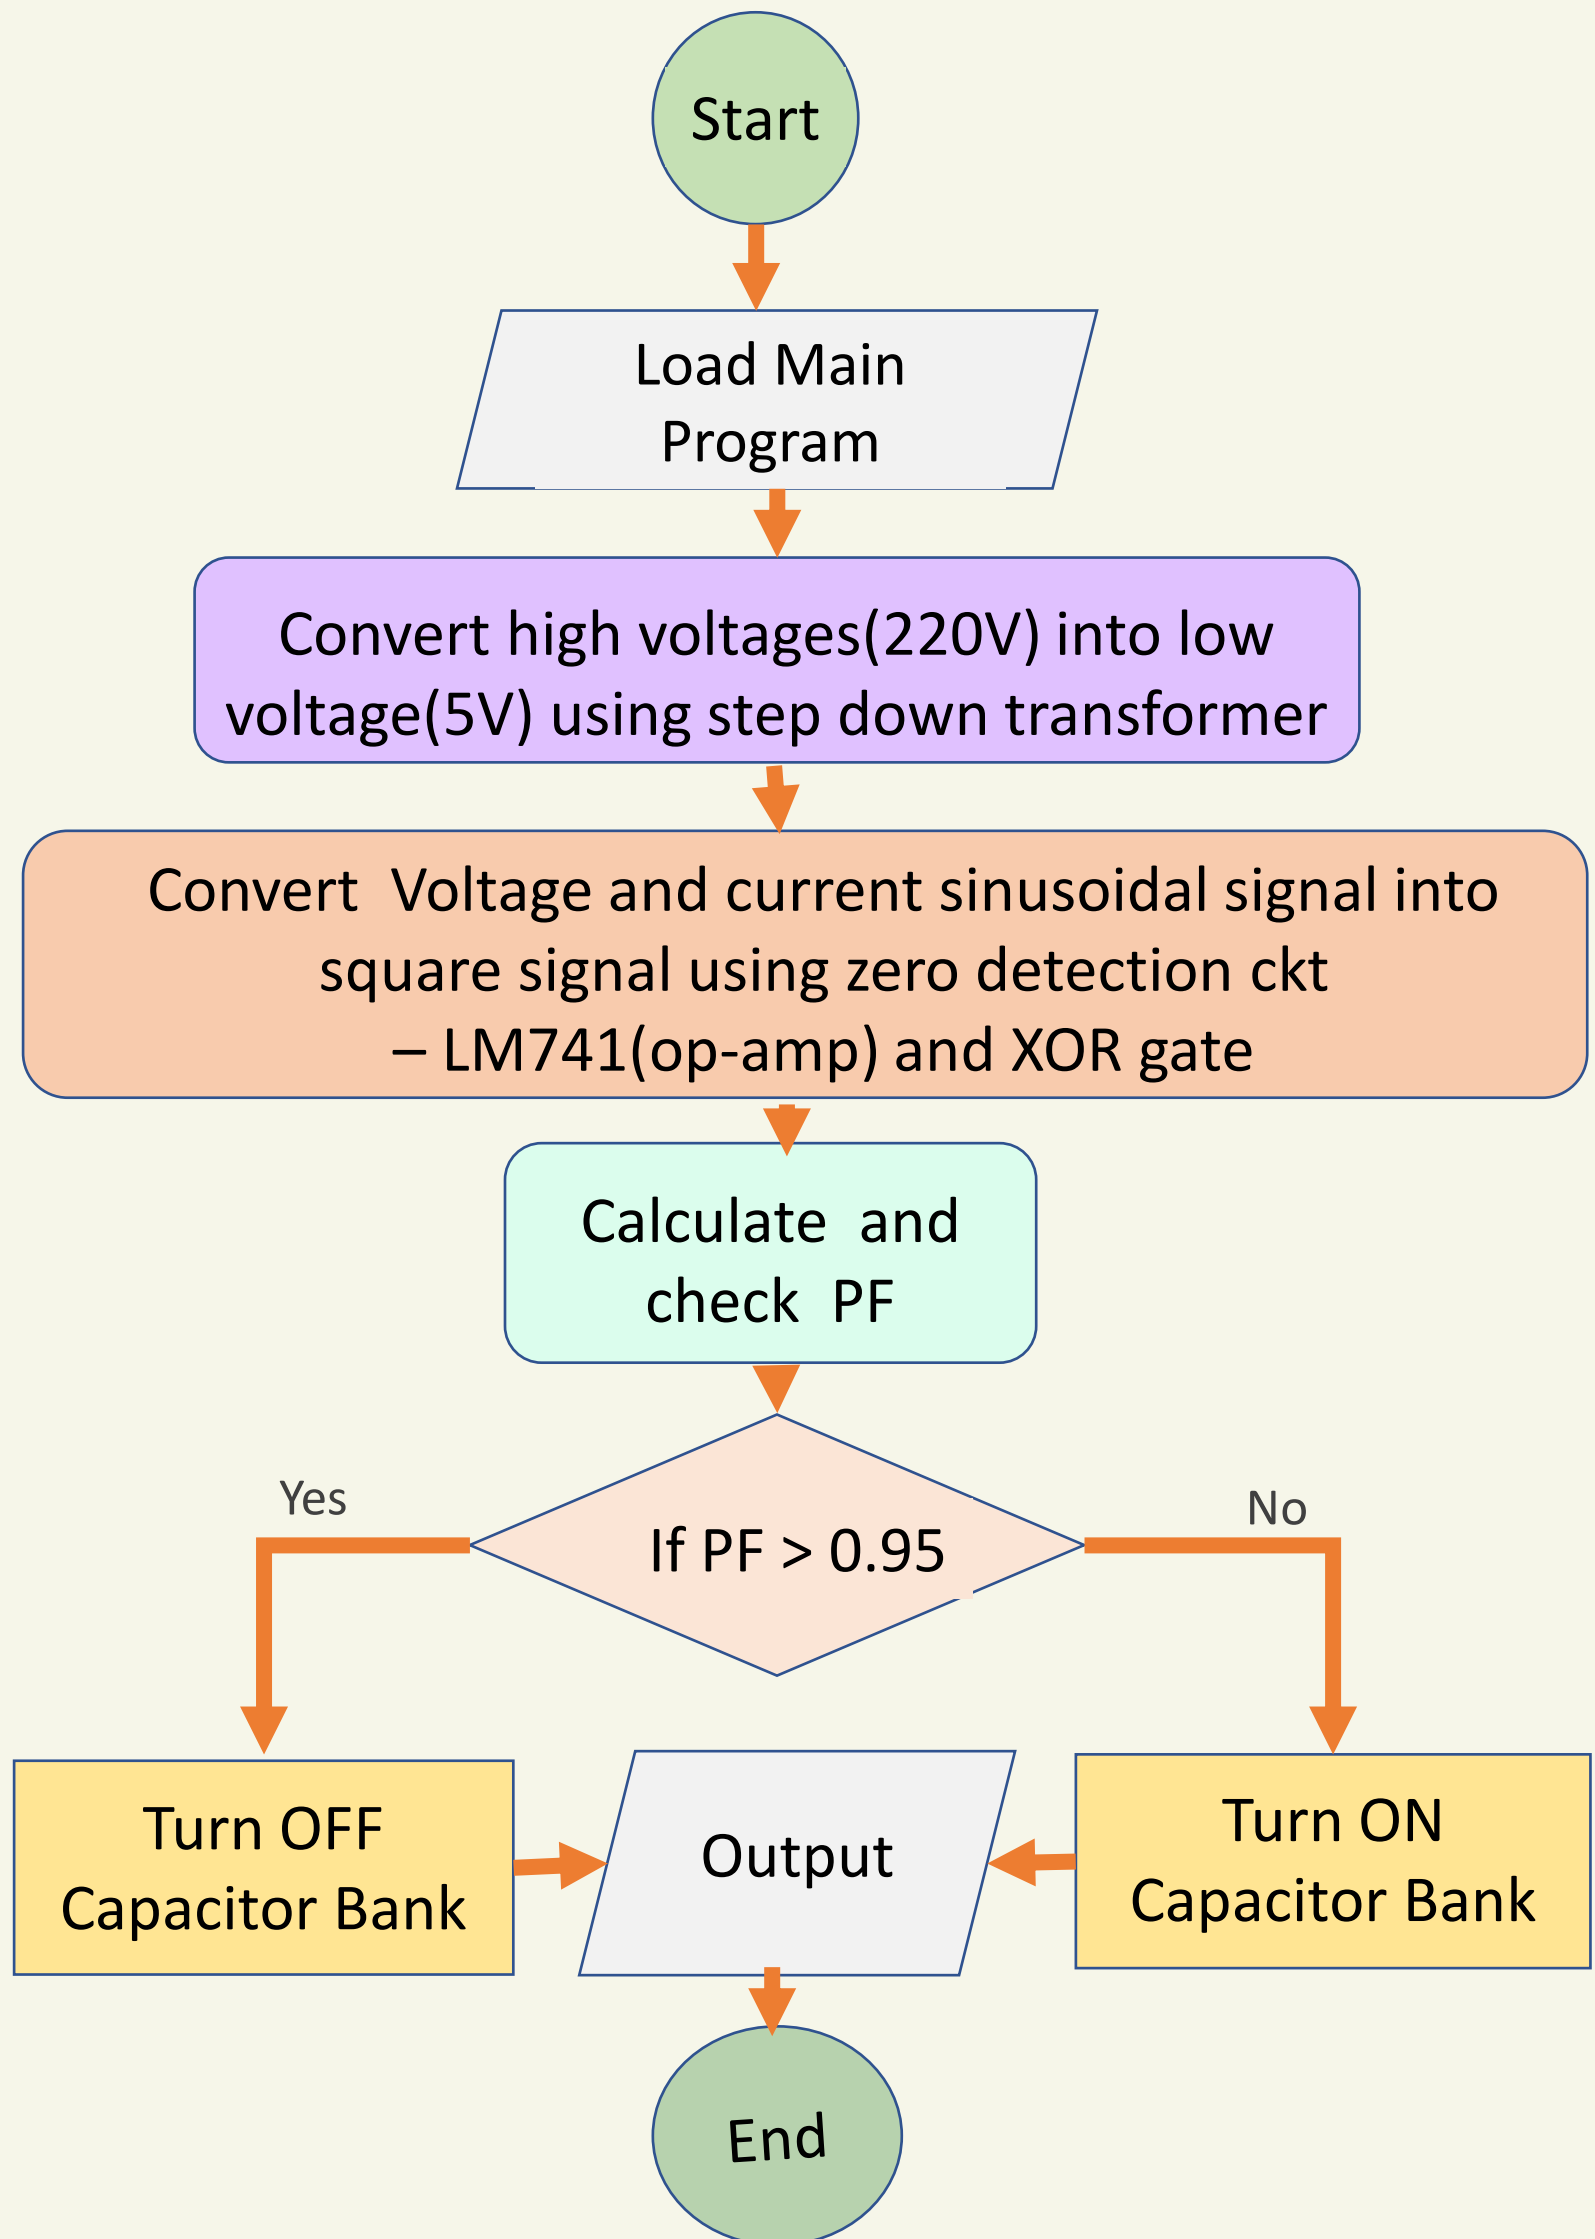 Start
Load Main
Program
Convert high voltages(220V) into low
voltage(5V) using step down transformer
Convert  Voltage and current sinusoidal signal into
square signal using zero detection ckt
– LM741(op-amp) and XOR gate
Calculate  and
check  PF
Yes
No
If PF > 0.95
Turn OFF
Capacitor Bank
Output
Turn ON
Capacitor Bank
End